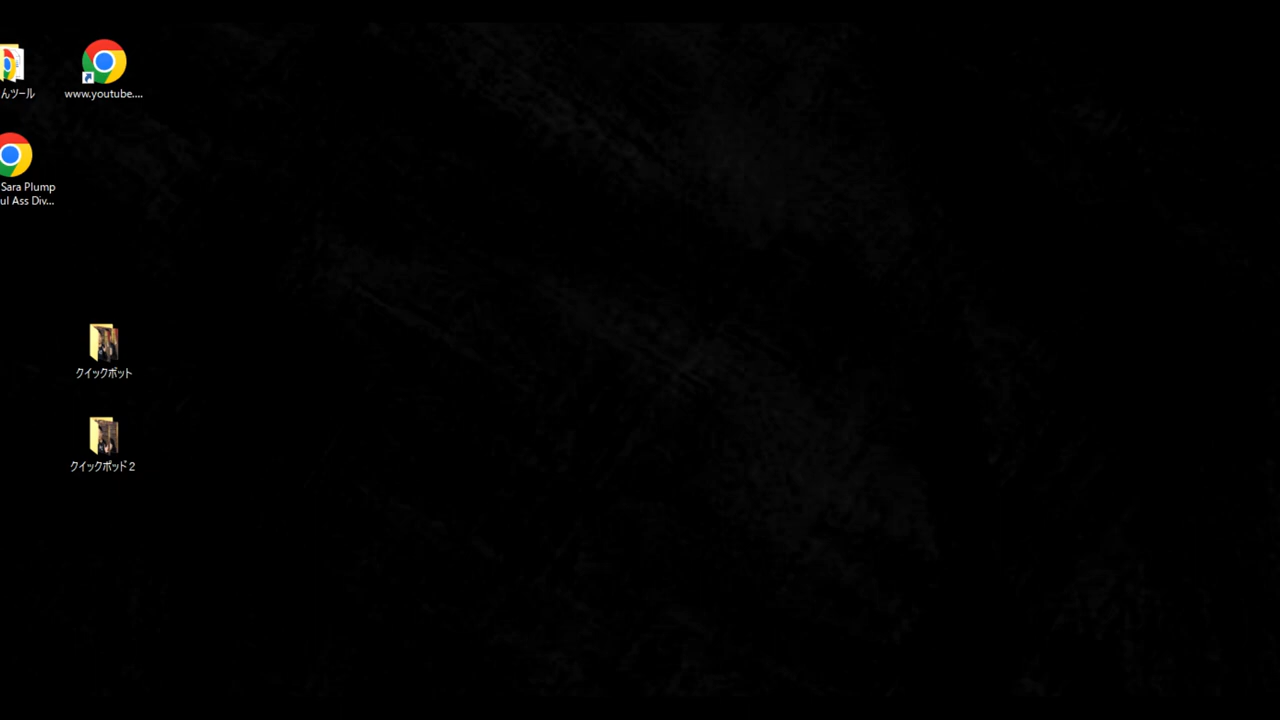 んツール
www.youtube....
Sara Plump
ul Ass Div...
クイックポット
クイックポッド２